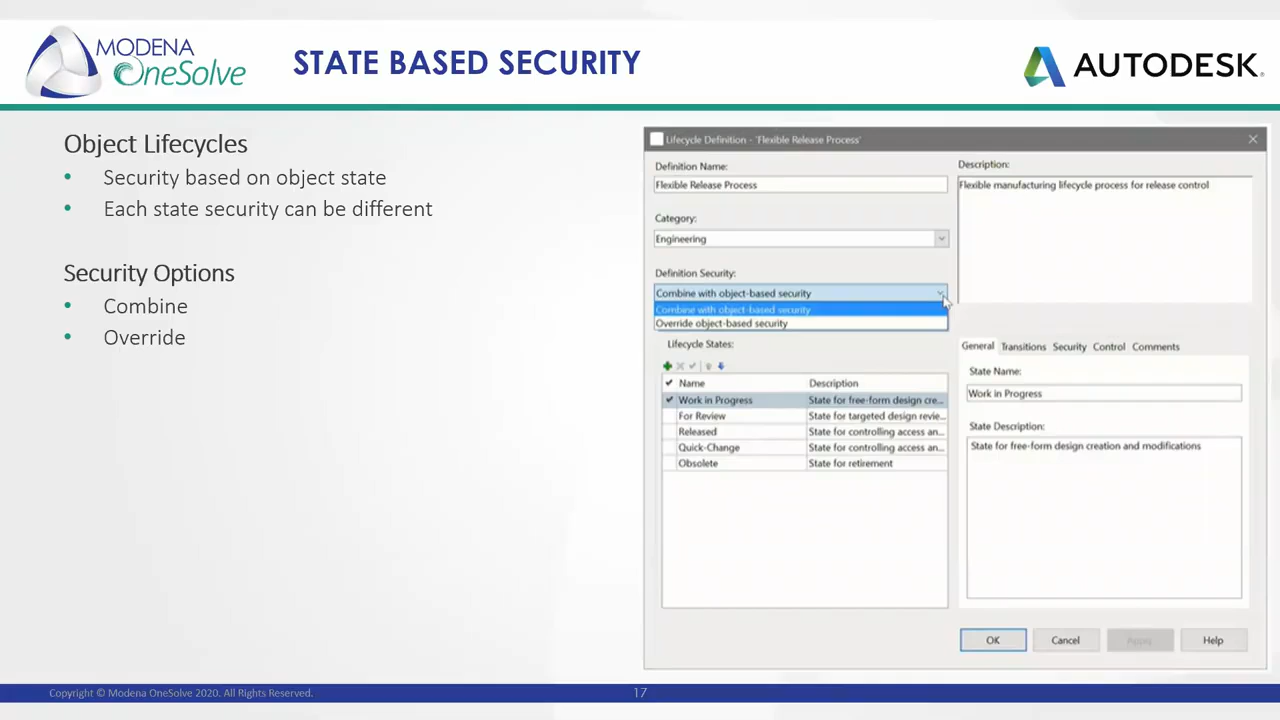 MODENA
OneSolve
STATE BASED SECURITY
AUTODESK.
Object Lifecycles
• Security based on object state
• Each state security can be different
Security Options
• Combine
• Override
Lifecycle Definition - 'Flexible Release Process'
Definition Name:
Flexible Release Process
Description:
Flexible manufacturing lifecycle process for release control
Category:
Engineering
Definition Security:
Combine with object-based security
Combine with object-based security
Override object-based security
Lifecycle States:
Name Description
Work in Progress State for free-form design cre...
For Review State for targeted design revie...
Released State for controlling access an...
Quick-Change State for controlling access an...
Obsolete State for retirement
General Transitions Security Control Comments
State Name:
Work in Progress
State Description:
State for free-form design creation and modifications
OK Cancel Apply Help
Copyright © Modena OneSolve 2020. All Rights Reserved.
17